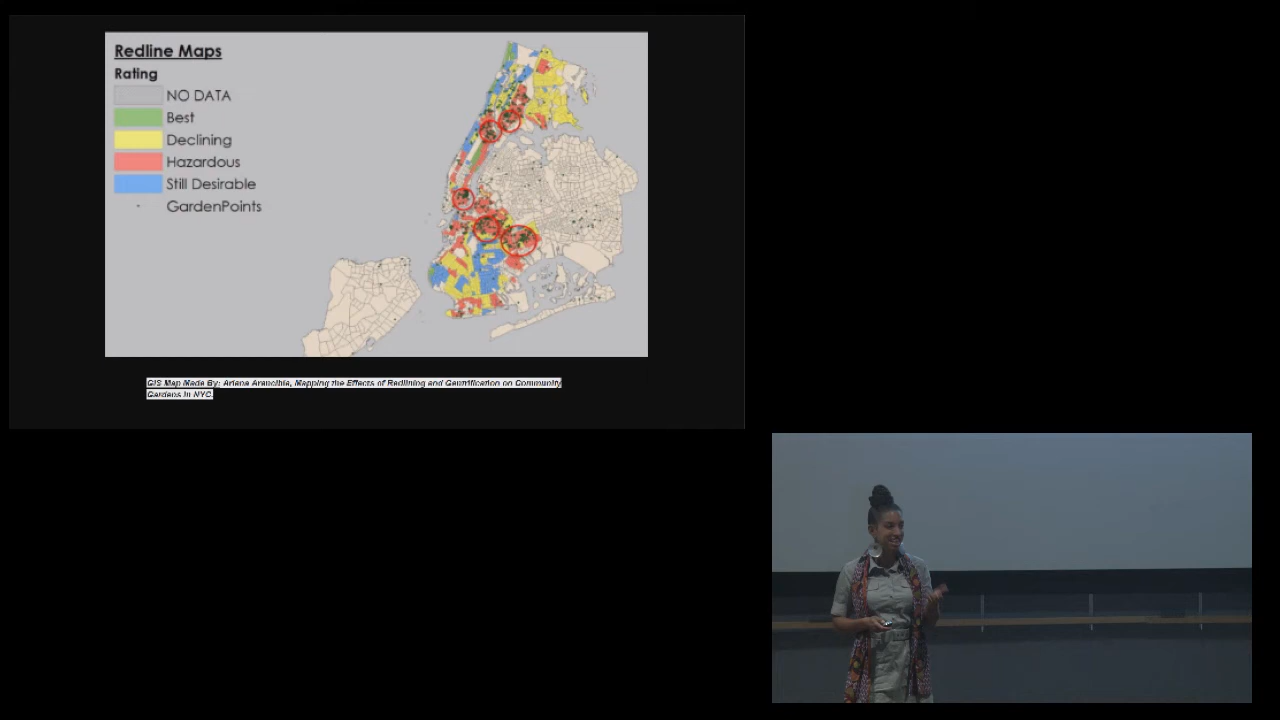 Redline Maps
Rating
NO DATA
Best
Declining
Hazardous
Still Desirable
GardenPoints
GIS Map Made By: Ariana Arancibia, Mapping the Effects of Redlining and Gentrification on Community
Gardens in NYC.